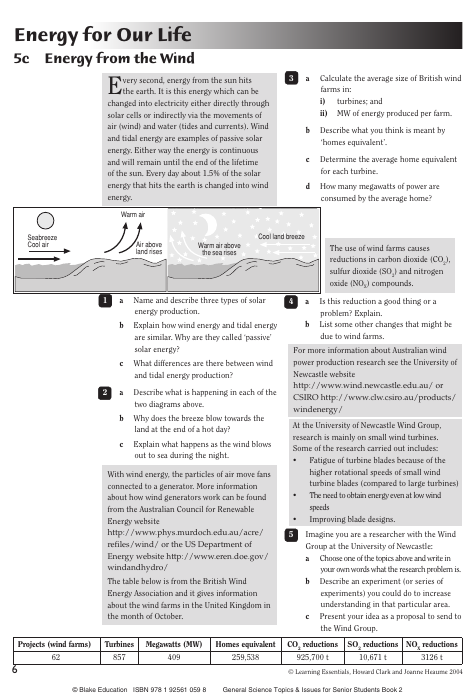 Energy for Our Life
5c Energy from the Wind
Every second, energy from the sun hits
the earth. It is this energy which can be
changed into electricity either directly through
solar cells or indirectly via the movements of
air (wind) and water (tides and currents). Wind
and tidal energy are examples of passive solar
energy. Either way the energy is continuous
and will remain until the end of the lifetime
of the sun. Every day about 1.5% of the solar
energy that hits the earth is changed into wind
energy.
Seabreeze
Cool air
Warm air
Air above
land rises
Warm air above
the sea rises
Cool land breeze
1 a Name and describe three types of solar
energy production.
b Explain how wind energy and tidal energy
are similar. Why are they called 'passive'
solar energy?
c What differences are there between wind
and tidal energy production?
2 a Describe what is happening in each of the
two diagrams above.
b Why does the breeze blow towards the
land at the end of a hot day?
c Explain what happens as the wind blows
out to sea during the night.
With wind energy, the particles of air move fans
connected to a generator. More information
about how wind generators work can be found
from the Australian Council for Renewable
Energy website
http://www.phys.murdoch.edu.au/acre/
refiles/wind/ or the US Department of
Energy website http://www.eren.doe.gov/
windandhydro/
The table below is from the British Wind
Energy Association and it gives information
about the wind farms in the United Kingdom in
the month of October.
3 a Calculate the average size of British wind
farms in:
i) turbines; and
ii) MW of energy produced per farm.
b Describe what you think is meant by
'homes equivalent'.
c Determine the average home equivalent
for each turbine.
d How many megawatts of power are
consumed by the average home?
The use of wind farms causes
reductions in carbon dioxide (CO2),
sulfur dioxide (SO2) and nitrogen
oxide (NOx) compounds.
4 a Is this reduction a good thing or a
problem? Explain.
b List some other changes that might be
due to wind farms.
For more information about Australian wind
power production research see the University of
Newcastle website
http://www.wind.newcastle.edu.au/ or
CSIRO http://www.clw.csiro.au/products/
windenergy/
At the University of Newcastle Wind Group,
research is mainly on small wind turbines.
Some of the research carried out includes:
• Fatigue of turbine blades because of the
higher rotational speeds of small wind
turbine blades (compared to large turbines)
• The need to obtain energy even at low wind
speeds
• Improving blade designs.
5 Imagine you are a researcher with the Wind
Group at the University of Newcastle:
a Choose one of the topics above and write in
your own words what the research problem is.
b Describe an experiment (or series of
experiments) you could do to increase
understanding in that particular area.
c Present your idea as a proposal to send to
the Wind Group.
Projects (wind farms) Turbines Megawatts (MW) Homes equivalent CO2 reductions SO2 reductions NOx reductions
62 857 409 259,538 925,700 t 10,671 t 3126 t
6
© Learning Essentials, Howard Clark and Jeanne Heaume 2004
© Blake Education ISBN 978 1 92561 059 8 General Science Topics & Issues for Senior Students Book 2